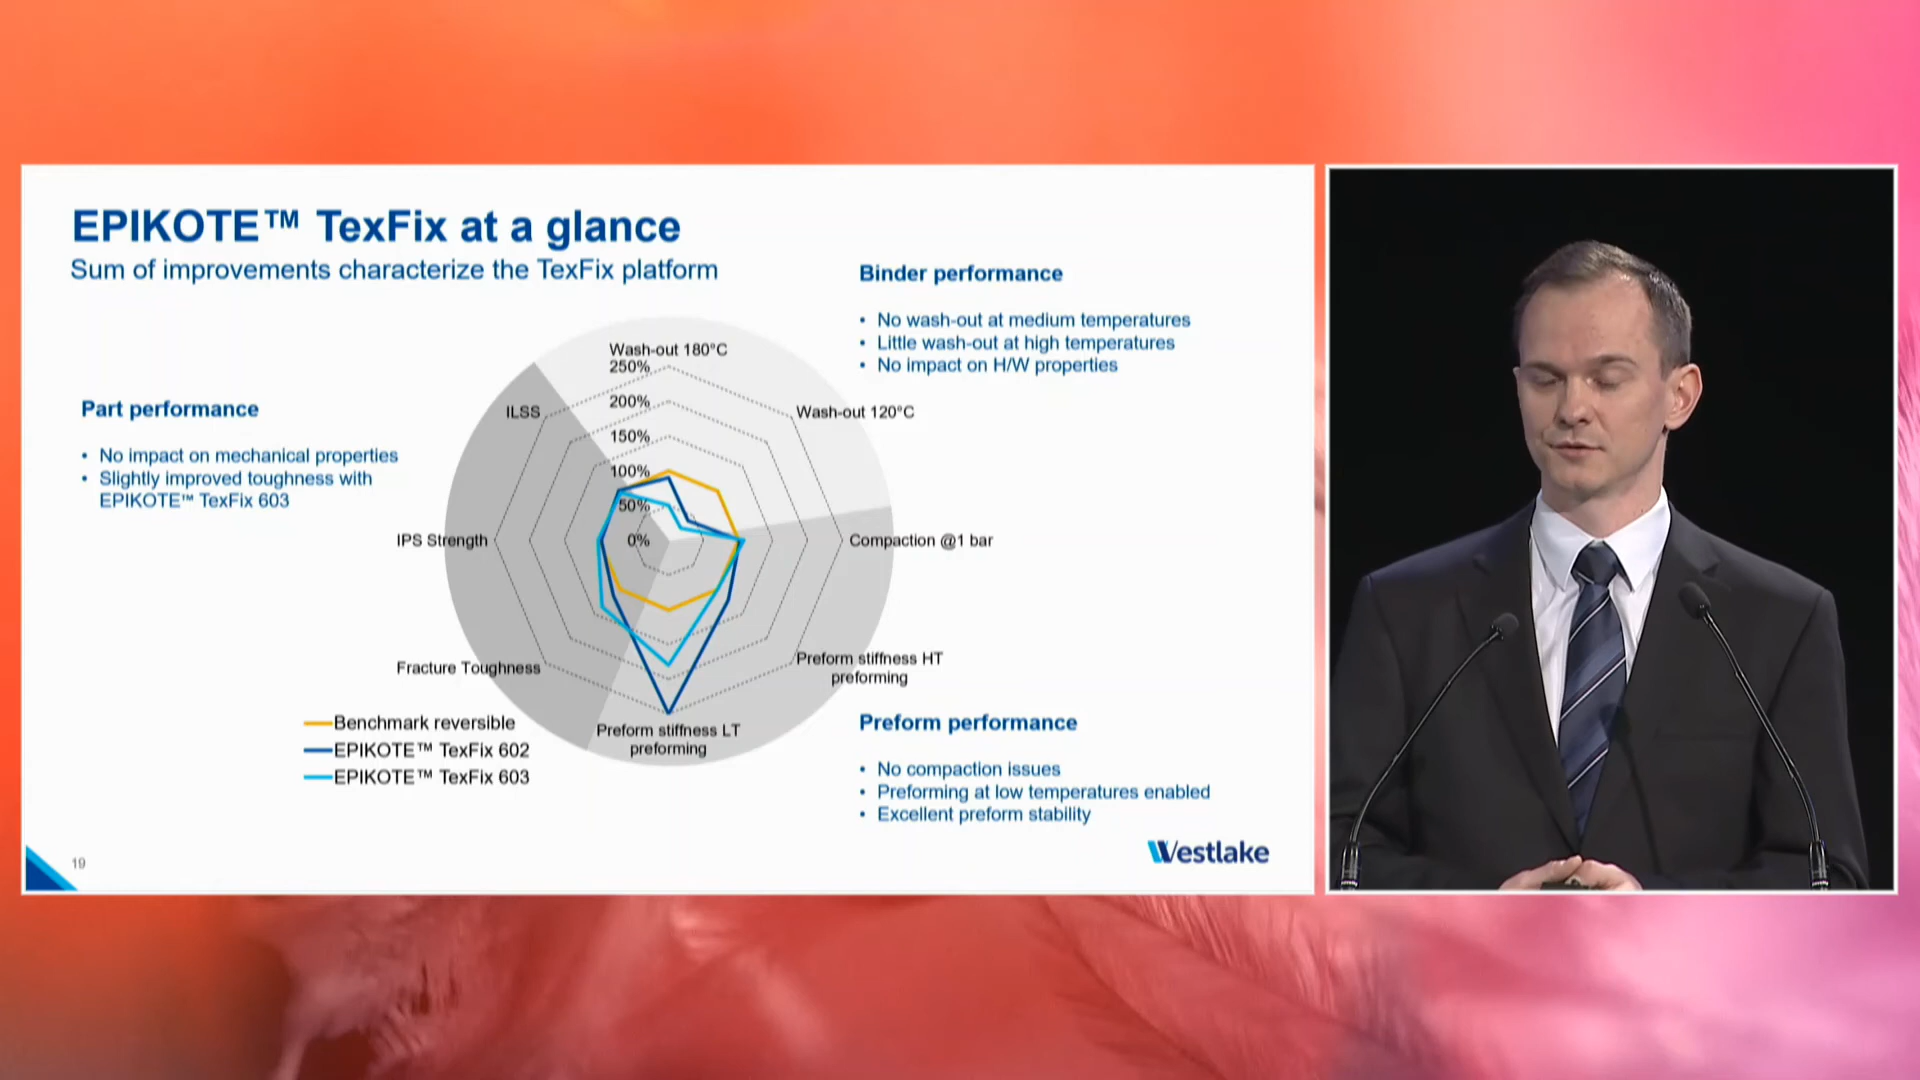 EPIKOTE™ TexFix at a glance
Sum of improvements characterize the TexFix platform
Part performance
• No impact on mechanical properties
• Slightly improved toughness with
EPIKOTE™ TexFix 603
Binder performance
• No wash-out at medium temperatures
• Little wash-out at high temperatures
• No impact on H/W properties
Wash-out 180°C
250%
200%
150%
100%
50%
0%
Wash-out 120°C
Compaction @1 bar
Preform stiffness HT
preforming
Preform stiffness LT
preforming
Fracture Toughness
IPS Strength
ILSS
Benchmark reversible
EPIKOTE™ TexFix 602
EPIKOTE™ TexFix 603
Preform performance
• No compaction issues
• Preforming at low temperatures enabled
• Excellent preform stability
Westlake
19